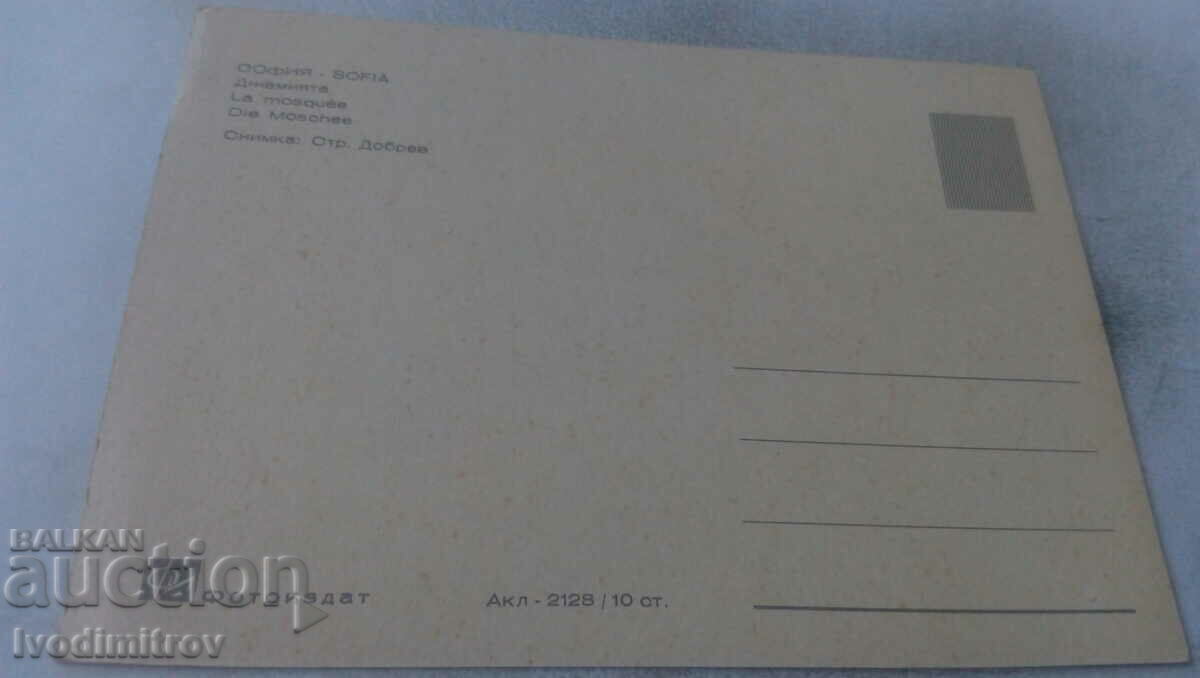 СОФИЯ - SOFIA
Джамията
La mosquée
Die Moschee
Снимка: Стр. Добрев
Фотоиздат
Акл - 2128 / 10 ст.
BALKAN
auction
Ivodimitrov